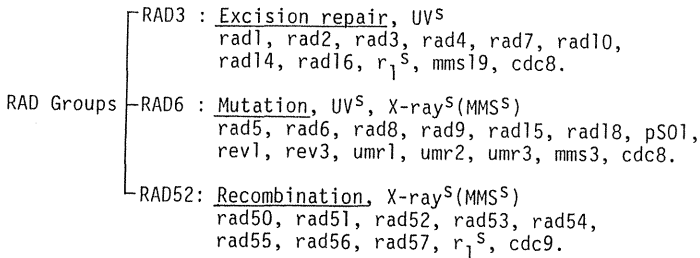 RAD3 : Excision repair, UVˢ
rad1, rad2, rad3, rad4, rad7, rad10,
rad14, rad16, r₁ˢ, mms19, cdc8.
RAD Groups RAD6 : Mutation, UVˢ, X-rayˢ(MMSˢ)
rad5, rad6, rad8, rad9, rad15, rad18, pSO1,
rev1, rev3, umr1, umr2, umr3, mms3, cdc8.
RAD52: Recombination, X-rayˢ(MMSˢ)
rad50, rad51, rad52, rad53, rad54,
rad55, rad56, rad57, r₁ˢ, cdc9.